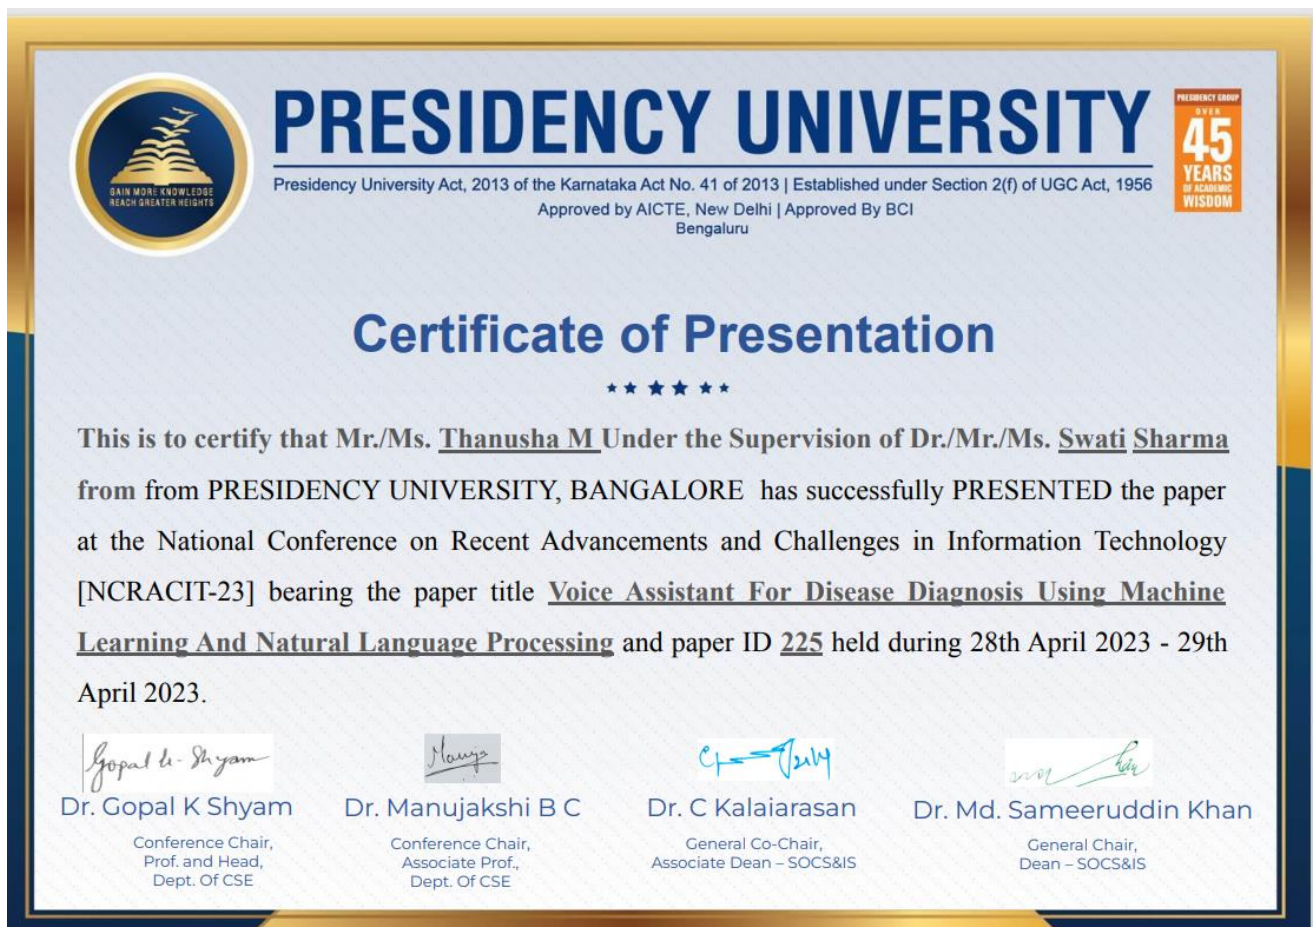 PRESIDENCY UNIVERSITY
Presidency University Act, 2013 of the Karnataka Act No. 41 of 2013 | Established under Section 2(f) of UGC Act, 1956
Approved by AICTE, New Delhi | Approved By BCI
Bengaluru
GAIN MORE KNOWLEDGE
REACH GREATER HEIGHTS
PRESIDENCY GROUP
OVER
45
YEARS
OF ACADEMIC
WISDOM
Certificate of Presentation
This is to certify that Mr./Ms. Thanusha M Under the Supervision of Dr./Mr./Ms. Swati Sharma
from from PRESIDENCY UNIVERSITY, BANGALORE has successfully PRESENTED the paper
at the National Conference on Recent Advancements and Challenges in Information Technology
[NCRACIT-23] bearing the paper title Voice Assistant For Disease Diagnosis Using Machine
Learning And Natural Language Processing and paper ID 225 held during 28th April 2023 - 29th
April 2023.
Gopal K. Shyam
Dr. Gopal K Shyam
Conference Chair,
Prof. and Head,
Dept. Of CSE
Dr. Manujakshi B C
Conference Chair,
Associate Prof.,
Dept. Of CSE
Dr. C Kalaiarasan
General Co-Chair,
Associate Dean – SOCS&IS
Dr. Md. Sameeruddin Khan
General Chair,
Dean – SOCS&IS